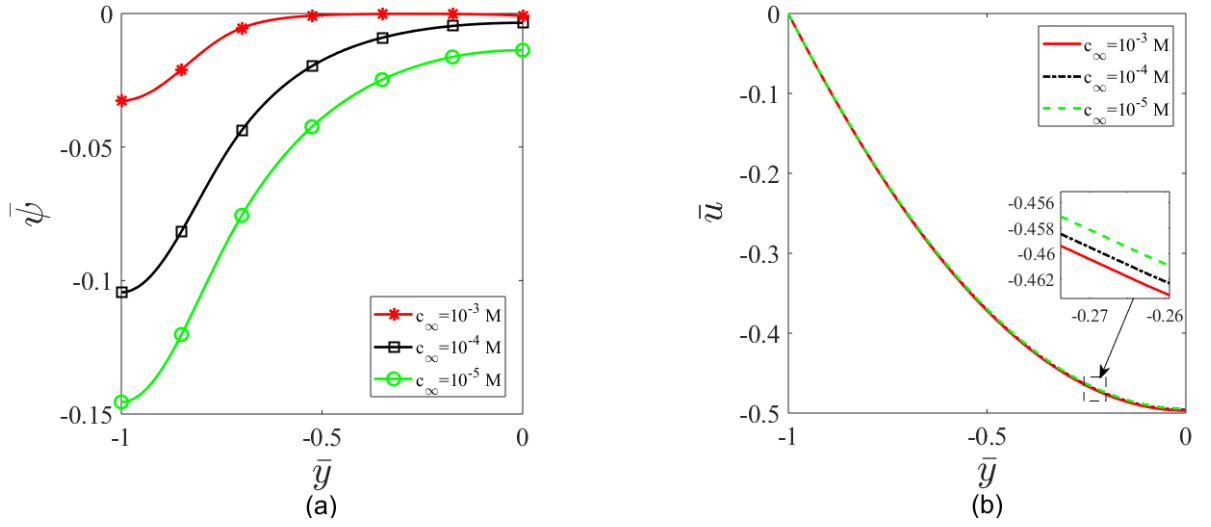 0
-0.05
-0.1
-0.15
-1
-0.5
0
ψ̄
ȳ
c∞=10⁻³ M
c∞=10⁻⁴ M
c∞=10⁻⁵ M
(a)
0
-0.1
-0.2
-0.3
-0.4
-0.5
-1
-0.5
0
ū
ȳ
c∞=10⁻³ M
c∞=10⁻⁴ M
c∞=10⁻⁵ M
-0.456
-0.458
-0.46
-0.462
-0.27
-0.26
(b)